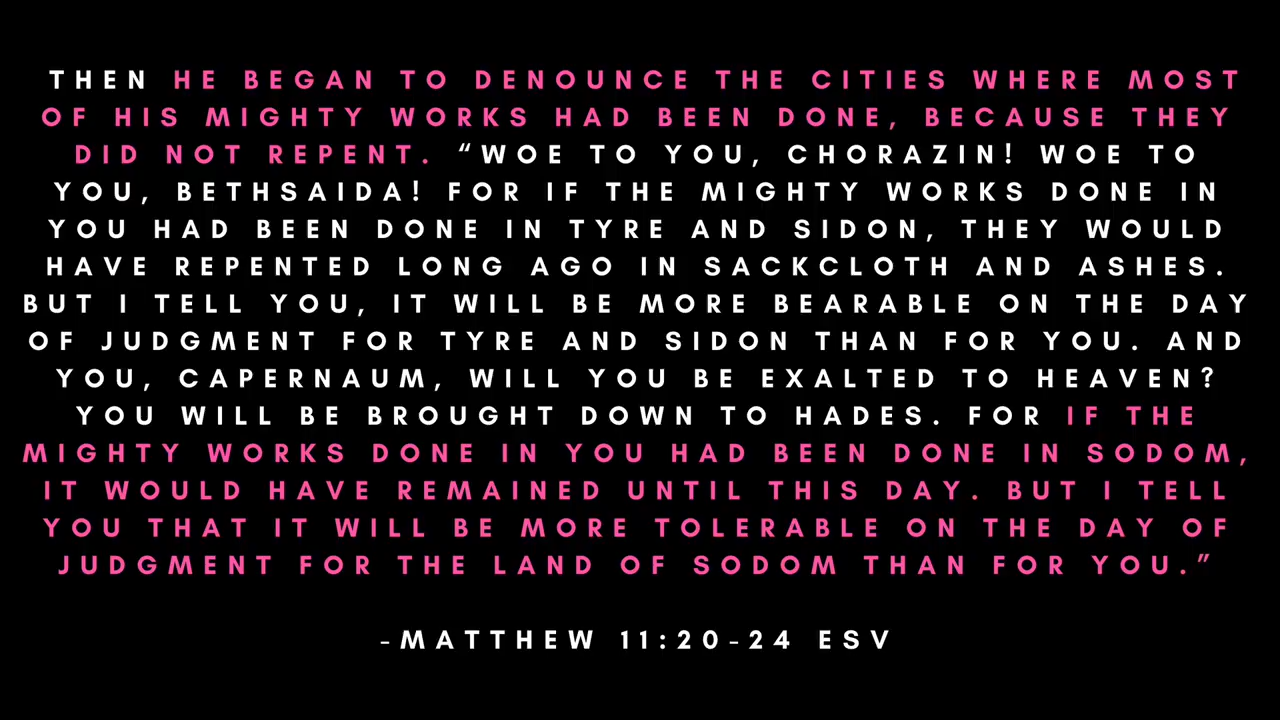 THEN HE BEGAN TO DENOUNCE THE CITIES WHERE MOST
OF HIS MIGHTY WORKS HAD BEEN DONE, BECAUSE THEY
DID NOT REPENT. “WOE TO YOU, CHORAZIN! WOE TO
YOU, BETHSAIDA! FOR IF THE MIGHTY WORKS DONE IN
YOU HAD BEEN DONE IN TYRE AND SIDON, THEY WOULD
HAVE REPENTED LONG AGO IN SACKCLOTH AND ASHES.
BUT I TELL YOU, IT WILL BE MORE BEARABLE ON THE DAY
OF JUDGMENT FOR TYRE AND SIDON THAN FOR YOU. AND
YOU, CAPERNAUM, WILL YOU BE EXALTED TO HEAVEN?
YOU WILL BE BROUGHT DOWN TO HADES. FOR IF THE
MIGHTY WORKS DONE IN YOU HAD BEEN DONE IN SODOM,
IT WOULD HAVE REMAINED UNTIL THIS DAY. BUT I TELL
YOU THAT IT WILL BE MORE TOLERABLE ON THE DAY OF
JUDGMENT FOR THE LAND OF SODOM THAN FOR YOU.”
-MATTHEW 11:20-24 ESV